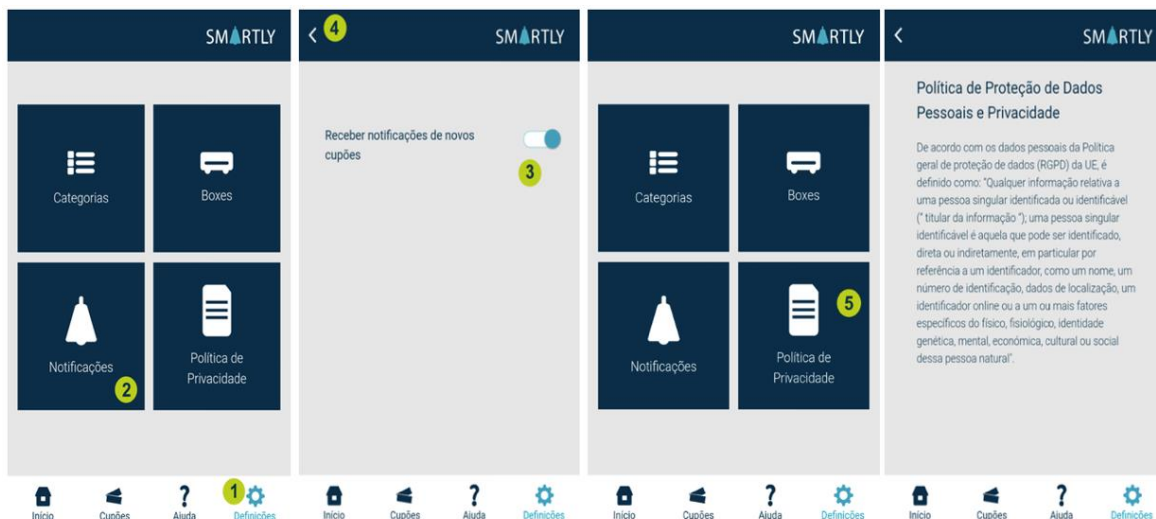 SMARTLY
Categorias
Boxes
Notificações
2
Política de
Privacidade
1
Início
Cupões
Ajuda
Definições
4
SMARTLY
Receber notificações de novos
cupões
3
Início
Cupões
Ajuda
Definições
SMARTLY
Categorias
Boxes
5
Notificações
Política de
Privacidade
Início
Cupões
Ajuda
Definições
SMARTLY
Política de Proteção de Dados
Pessoais e Privacidade
De acordo com os dados pessoais da Política
geral de proteção de dados (RGPD) da UE, é
definido como: "Qualquer informação relativa a
uma pessoa singular identificada ou identificável
(" titular da informação "); uma pessoa singular
identificável é aquela que pode ser identificado,
direta ou indiretamente, em particular por
referência a um identificador, como um nome, um
número de identificação, dados de localização, um
identificador online ou a um ou mais fatores
específicos do físico, fisiológico, identidade
genética, mental, económica, cultural ou social
dessa pessoa natural".
Início
Cupões
Ajuda
Definições